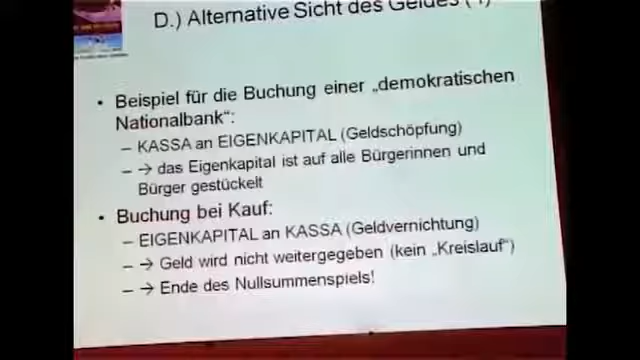 D.) Alternative Sicht des Geldes (
• Beispiel für die Buchung einer „demokratischen
Nationalbank“:
– KASSA an EIGENKAPITAL (Geldschöpfung)
– → das Eigenkapital ist auf alle Bürgerinnen und
Bürger gestückelt
• Buchung bei Kauf:
– EIGENKAPITAL an KASSA (Geldvernichtung)
– → Geld wird nicht weitergegeben (kein „Kreislauf“)
– → Ende des Nullsummenspiels!